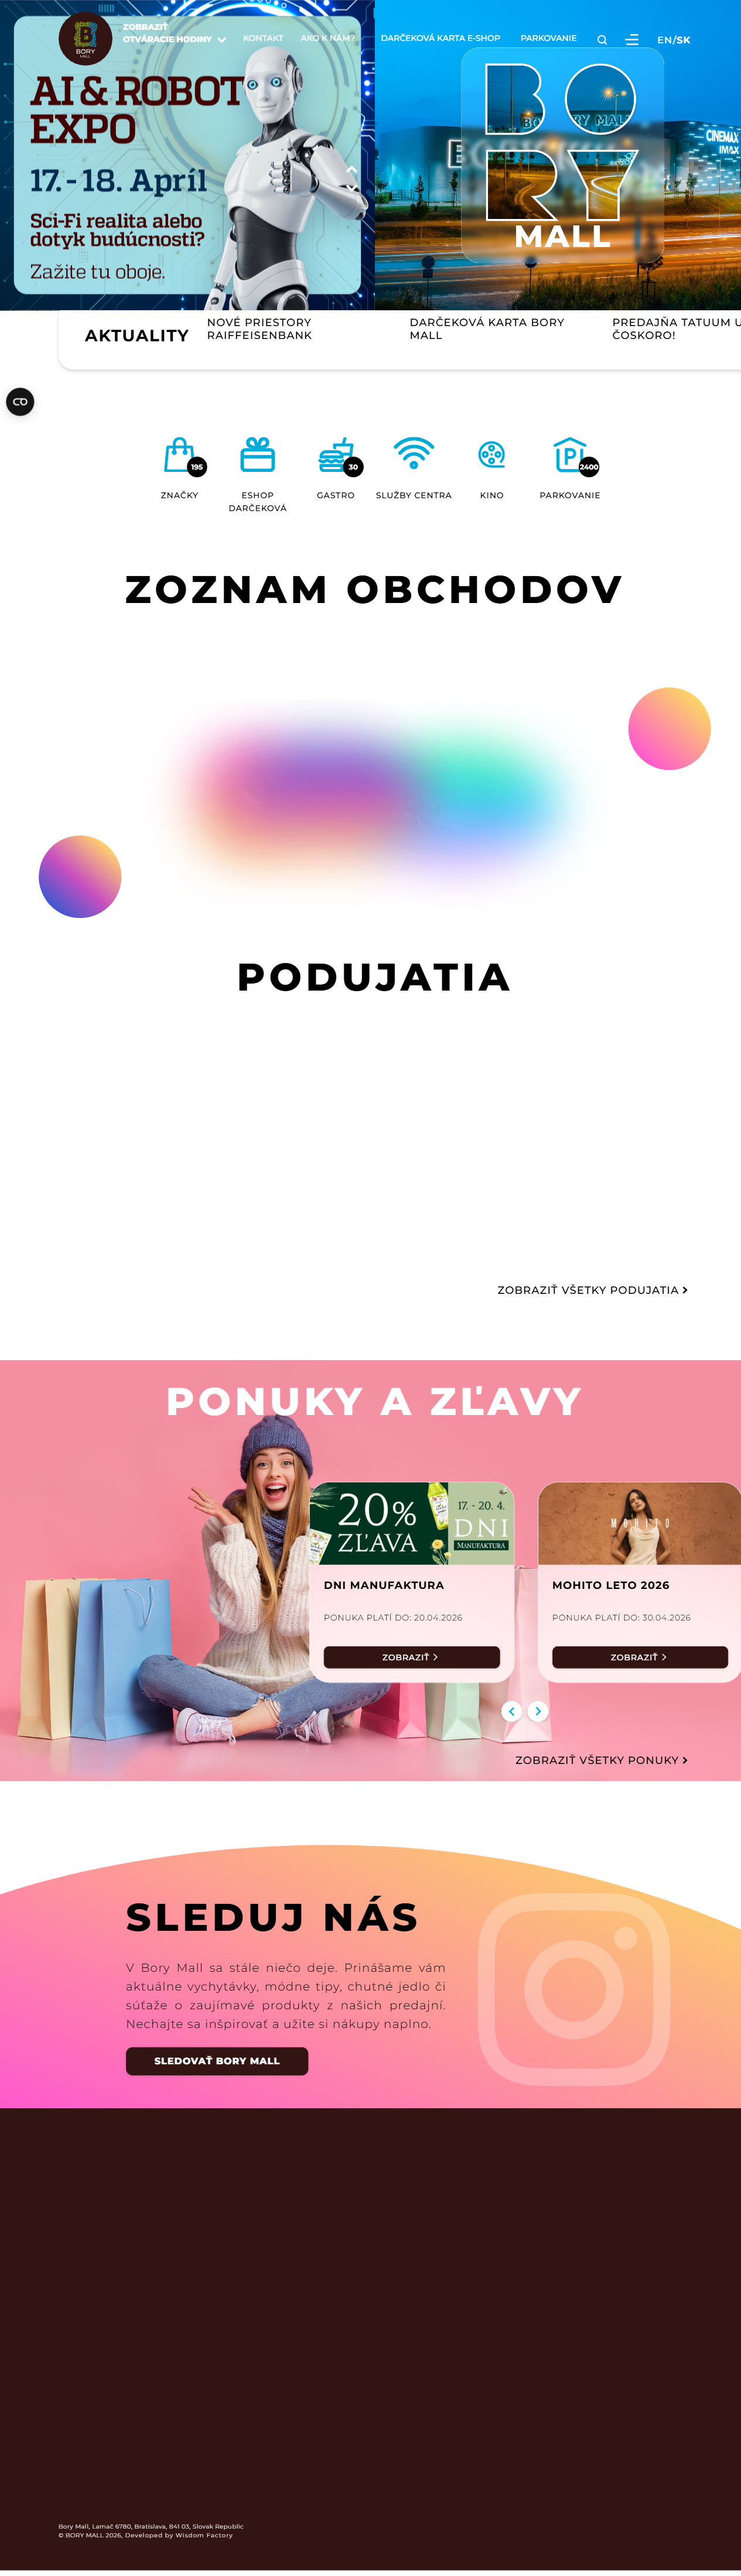 ZOBRAZIŤ
OTVÁRACIE HODINY
KONTAKT
AKO K NÁM?
DARČEKOVÁ KARTA E-SHOP
PARKOVANIE
EN/SK
B
BORY
MALL
AI & ROBOT
EXPO
17. - 18. Apríl
Sci-Fi realita alebo
dotyk budúcnosti?
Zažite tu oboje.
BO
RY
MALL
CINEMAX
IMAX
AKTUALITY
NOVÉ PRIESTORY
RAIFFEISENBANK
DARČEKOVÁ KARTA BORY
MALL
PREDAJŇA TATUUM U
ČOSKORO!
195
30
2400
ZNAČKY
ESHOP
DARČEKOVÁ
GASTRO
SLUŽBY CENTRA
KINO
PARKOVANIE
ZOZNAM OBCHODOV
PODUJATIA
ZOBRAZIŤ VŠETKY PODUJATIA
PONUKY A ZĽAVY
20%
ZĽAVA
17. - 20. 4.
DNI
MANUFAKTURA
DNI MANUFAKTURA
PONUKA PLATÍ DO: 20.04.2026
ZOBRAZIŤ
MOHITO
MOHITO LETO 2026
PONUKA PLATÍ DO: 30.04.2026
ZOBRAZIŤ
ZOBRAZIŤ VŠETKY PONUKY
SLEDUJ NÁS
V Bory Mall sa stále niečo deje. Prinášame vám
aktuálne vychytávky, módne tipy, chutné jedlo či
súťaže o zaujímavé produkty z našich predajní.
Nechajte sa inšpirovať a užite si nákupy naplno.
SLEDOVAŤ BORY MALL
Bory Mall, Lamač 6780, Bratislava, 841 03, Slovak Republic
© BORY MALL 2026, Developed by Wisdom Factory